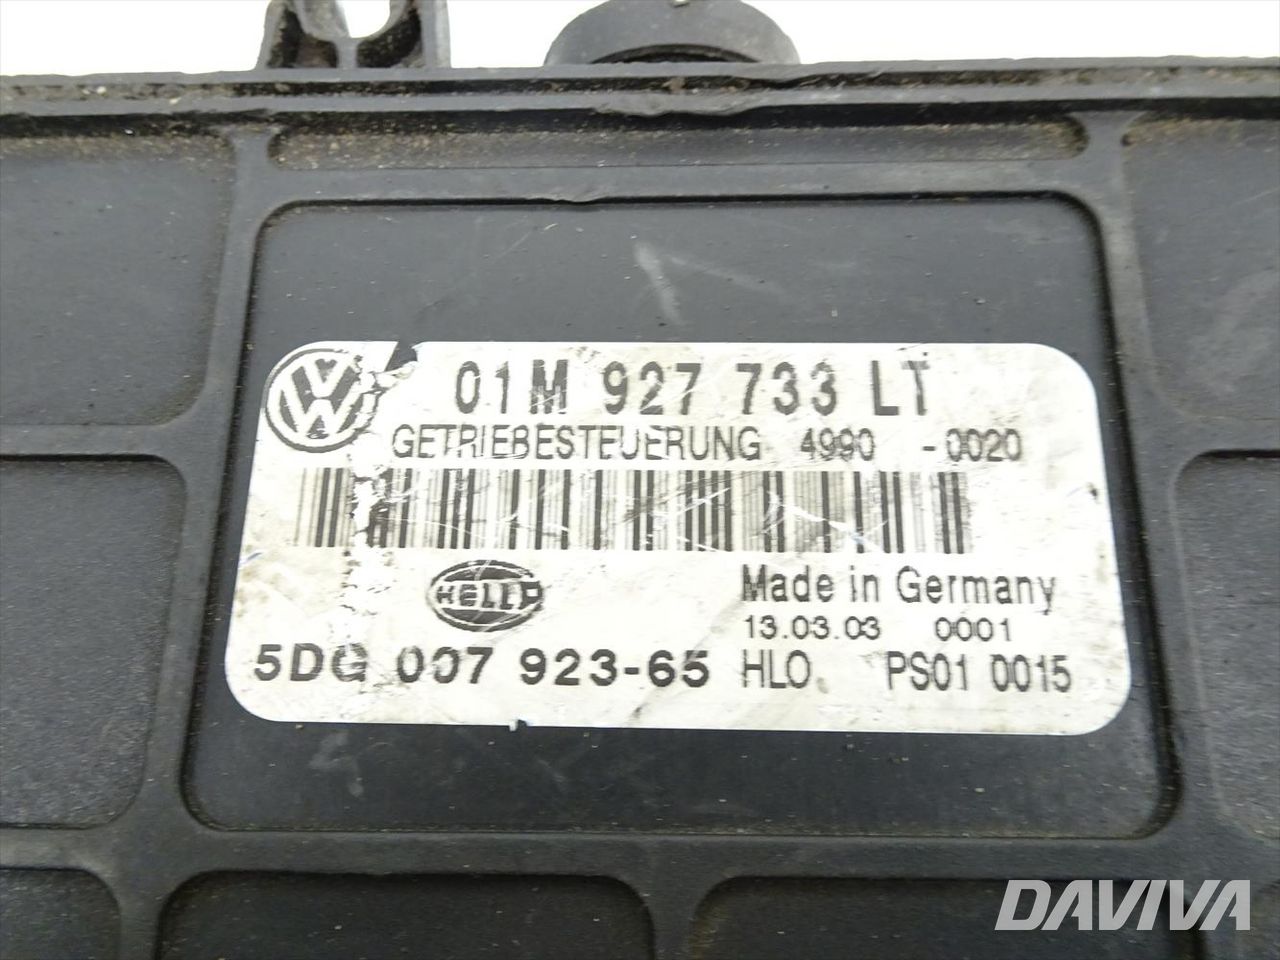 01M 927 733 LT
GETRIEBESTEUERUNG 4990 -0020
HELLA
Made in Germany
13.03.03 0001
5DG 007 923-65 HLO PS01 0015
DAVIVA